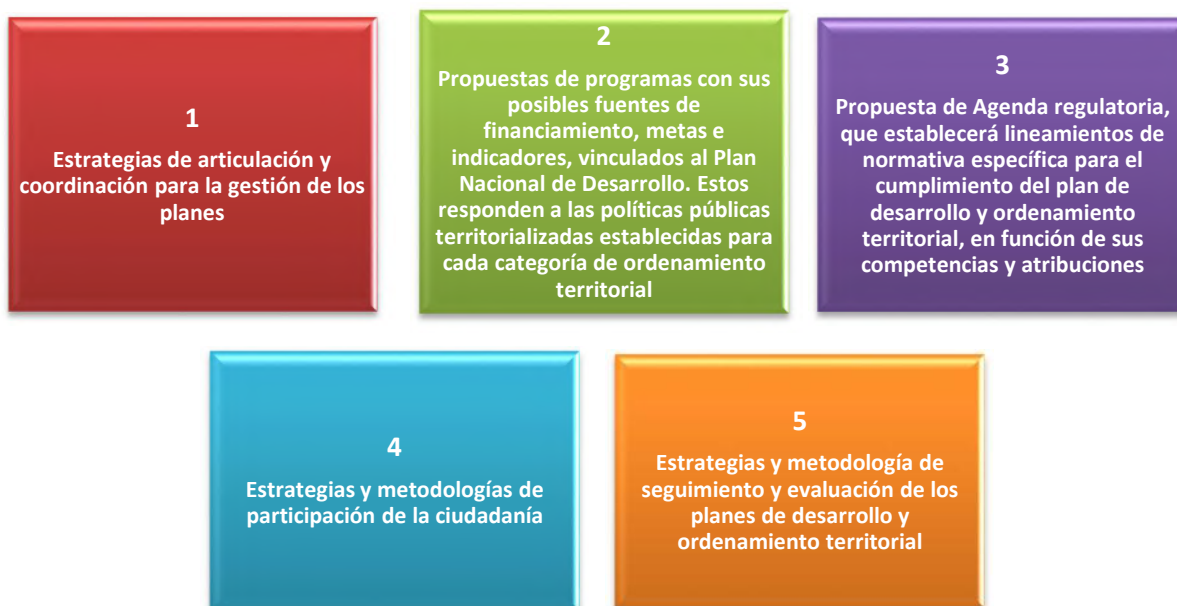 1
Estrategias de articulación y
coordinación para la gestión de los
planes
2
Propuestas de programas con sus
posibles fuentes de
financiamiento, metas e
indicadores, vinculados al Plan
Nacional de Desarrollo. Estos
responden a las políticas públicas
territorializadas establecidas para
cada categoría de ordenamiento
territorial
3
Propuesta de Agenda regulatoria,
que establecerá lineamientos de
normativa específica para el
cumplimiento del plan de
desarrollo y ordenamiento
territorial, en función de sus
competencias y atribuciones
4
Estrategias y metodologías de
participación de la ciudadanía
5
Estrategias y metodología de
seguimiento y evaluación de los
planes de desarrollo y
ordenamiento territorial